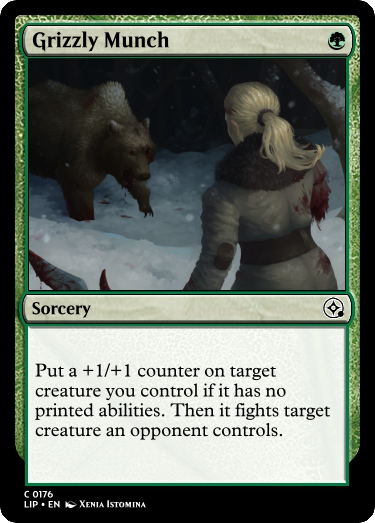 Grizzly Munch
Sorcery
Put a +1/+1 counter on target
creature you control if it has no
printed abilities. Then it fights target
creature an opponent controls.
C 0176
LIP • EN Xenia Istomina